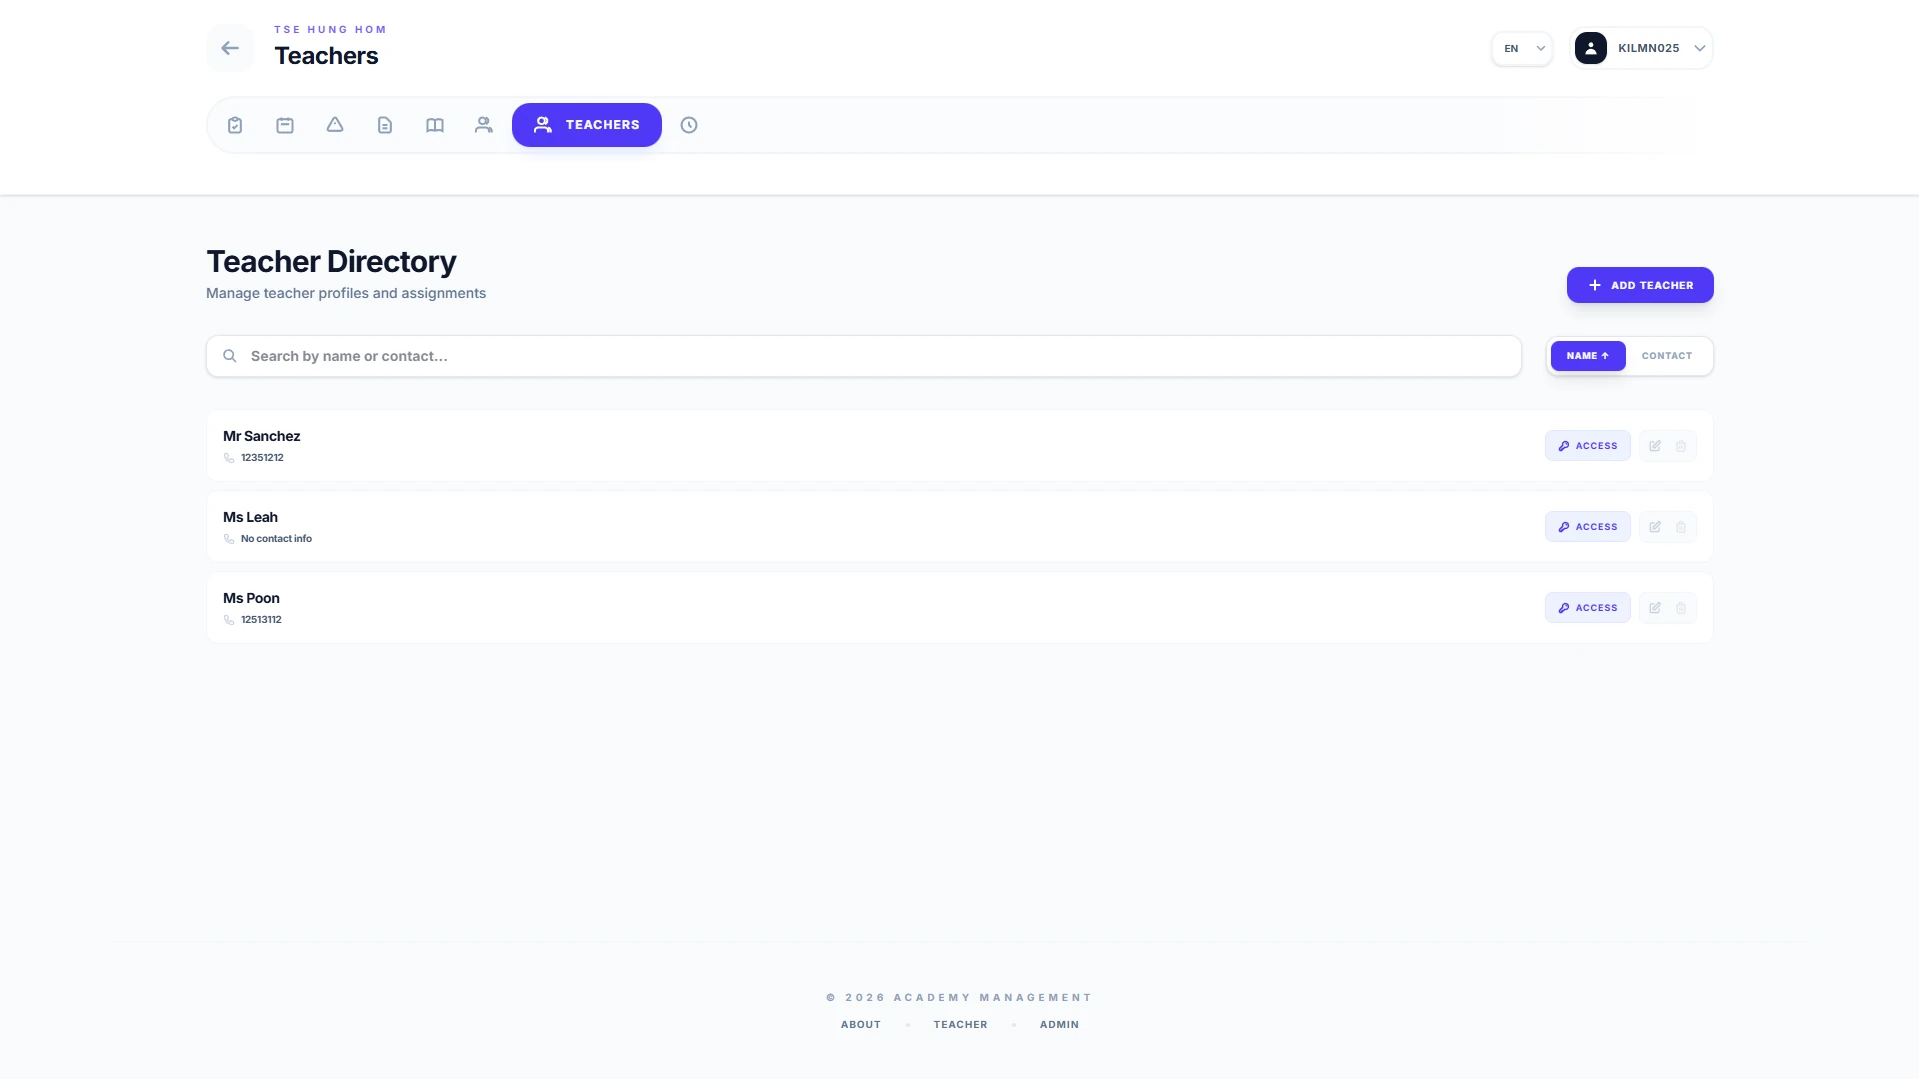 TSE HUNG HOM
Teachers
EN
KILMN025
TEACHERS
Teacher Directory
Manage teacher profiles and assignments
ADD TEACHER
Search by name or contact...
NAME ↑
CONTACT
Mr Sanchez
12351212
ACCESS
Ms Leah
No contact info
ACCESS
Ms Poon
12513112
ACCESS
© 2026 ACADEMY MANAGEMENT
ABOUT • TEACHER • ADMIN